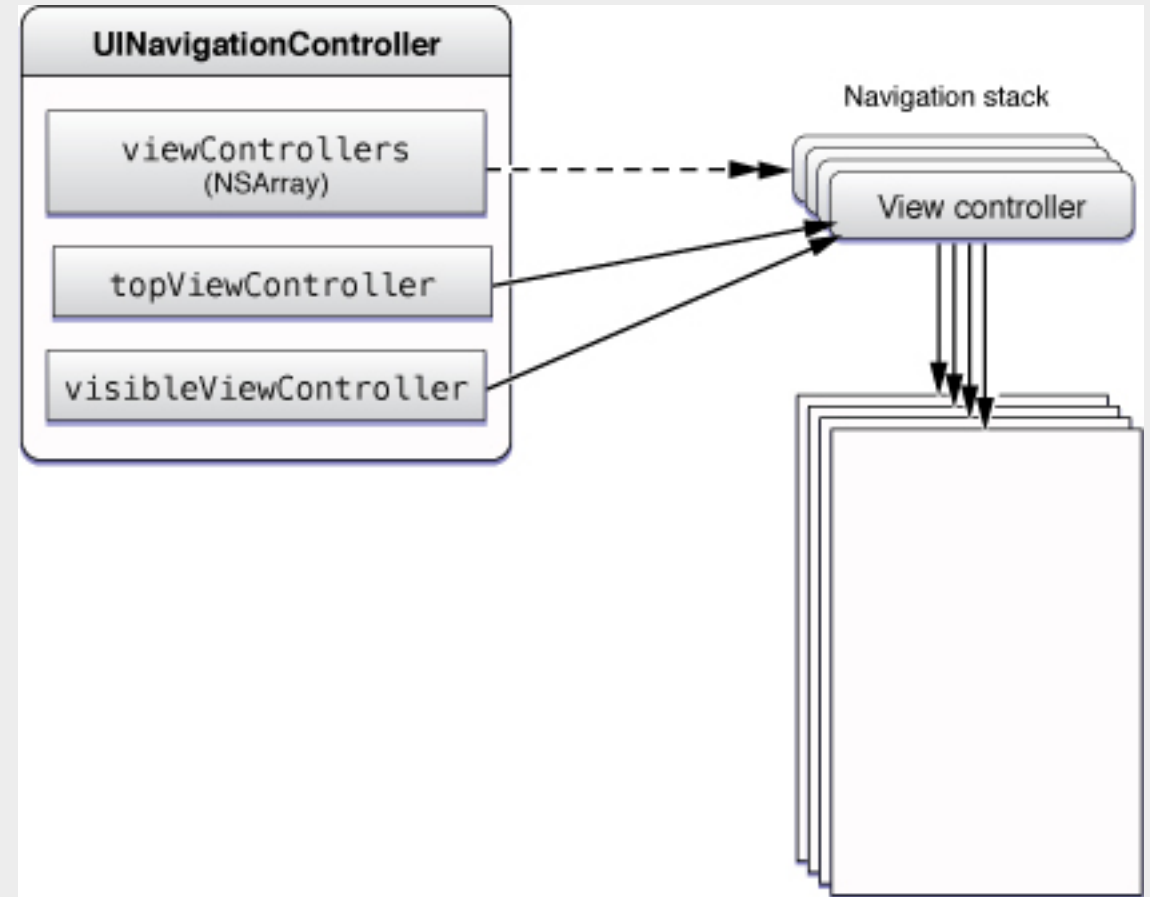 UINavigationController
viewControllers
(NSArray)
topViewController
visibleViewController
Navigation stack
View controller